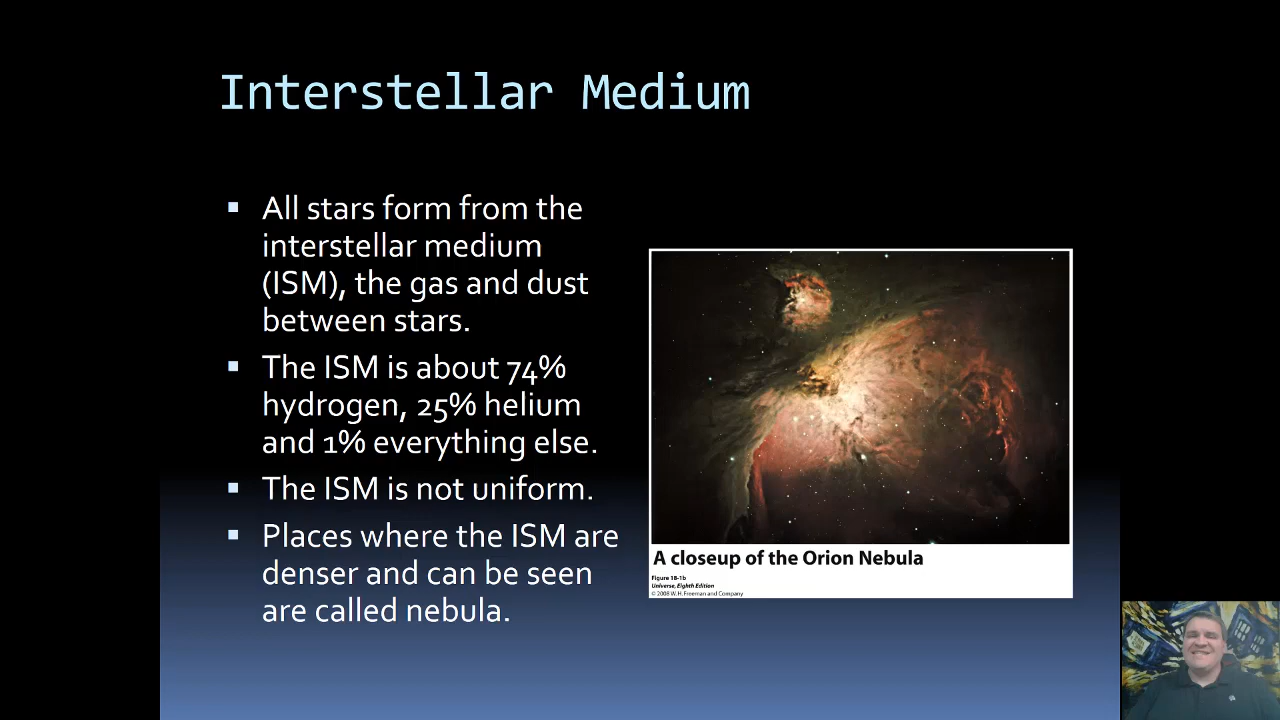 Interstellar Medium
All stars form from the
interstellar medium
(ISM), the gas and dust
between stars.
The ISM is about 74%
hydrogen, 25% helium
and 1% everything else.
The ISM is not uniform.
Places where the ISM are
denser and can be seen
are called nebula.
A closeup of the Orion Nebula
Figure 18-1b
Universe, Eighth Edition
© 2008 W.H. Freeman and Company